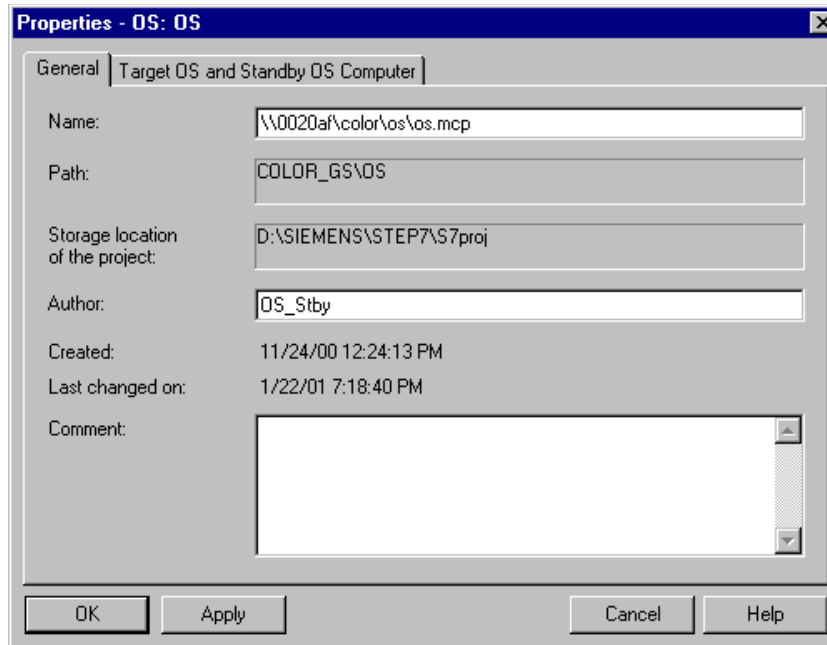 Properties - OS: OS
General
Target OS and Standby OS Computer
Name:
\\0020af\color\os\os.mcp
Path:
COLOR_GS\OS
Storage location
of the project:
D:\SIEMENS\STEP7\S7proj
Author:
OS_Stby
Created:
11/24/00 12:24:13 PM
Last changed on:
1/22/01 7:18:40 PM
Comment:
OK
Apply
Cancel
Help